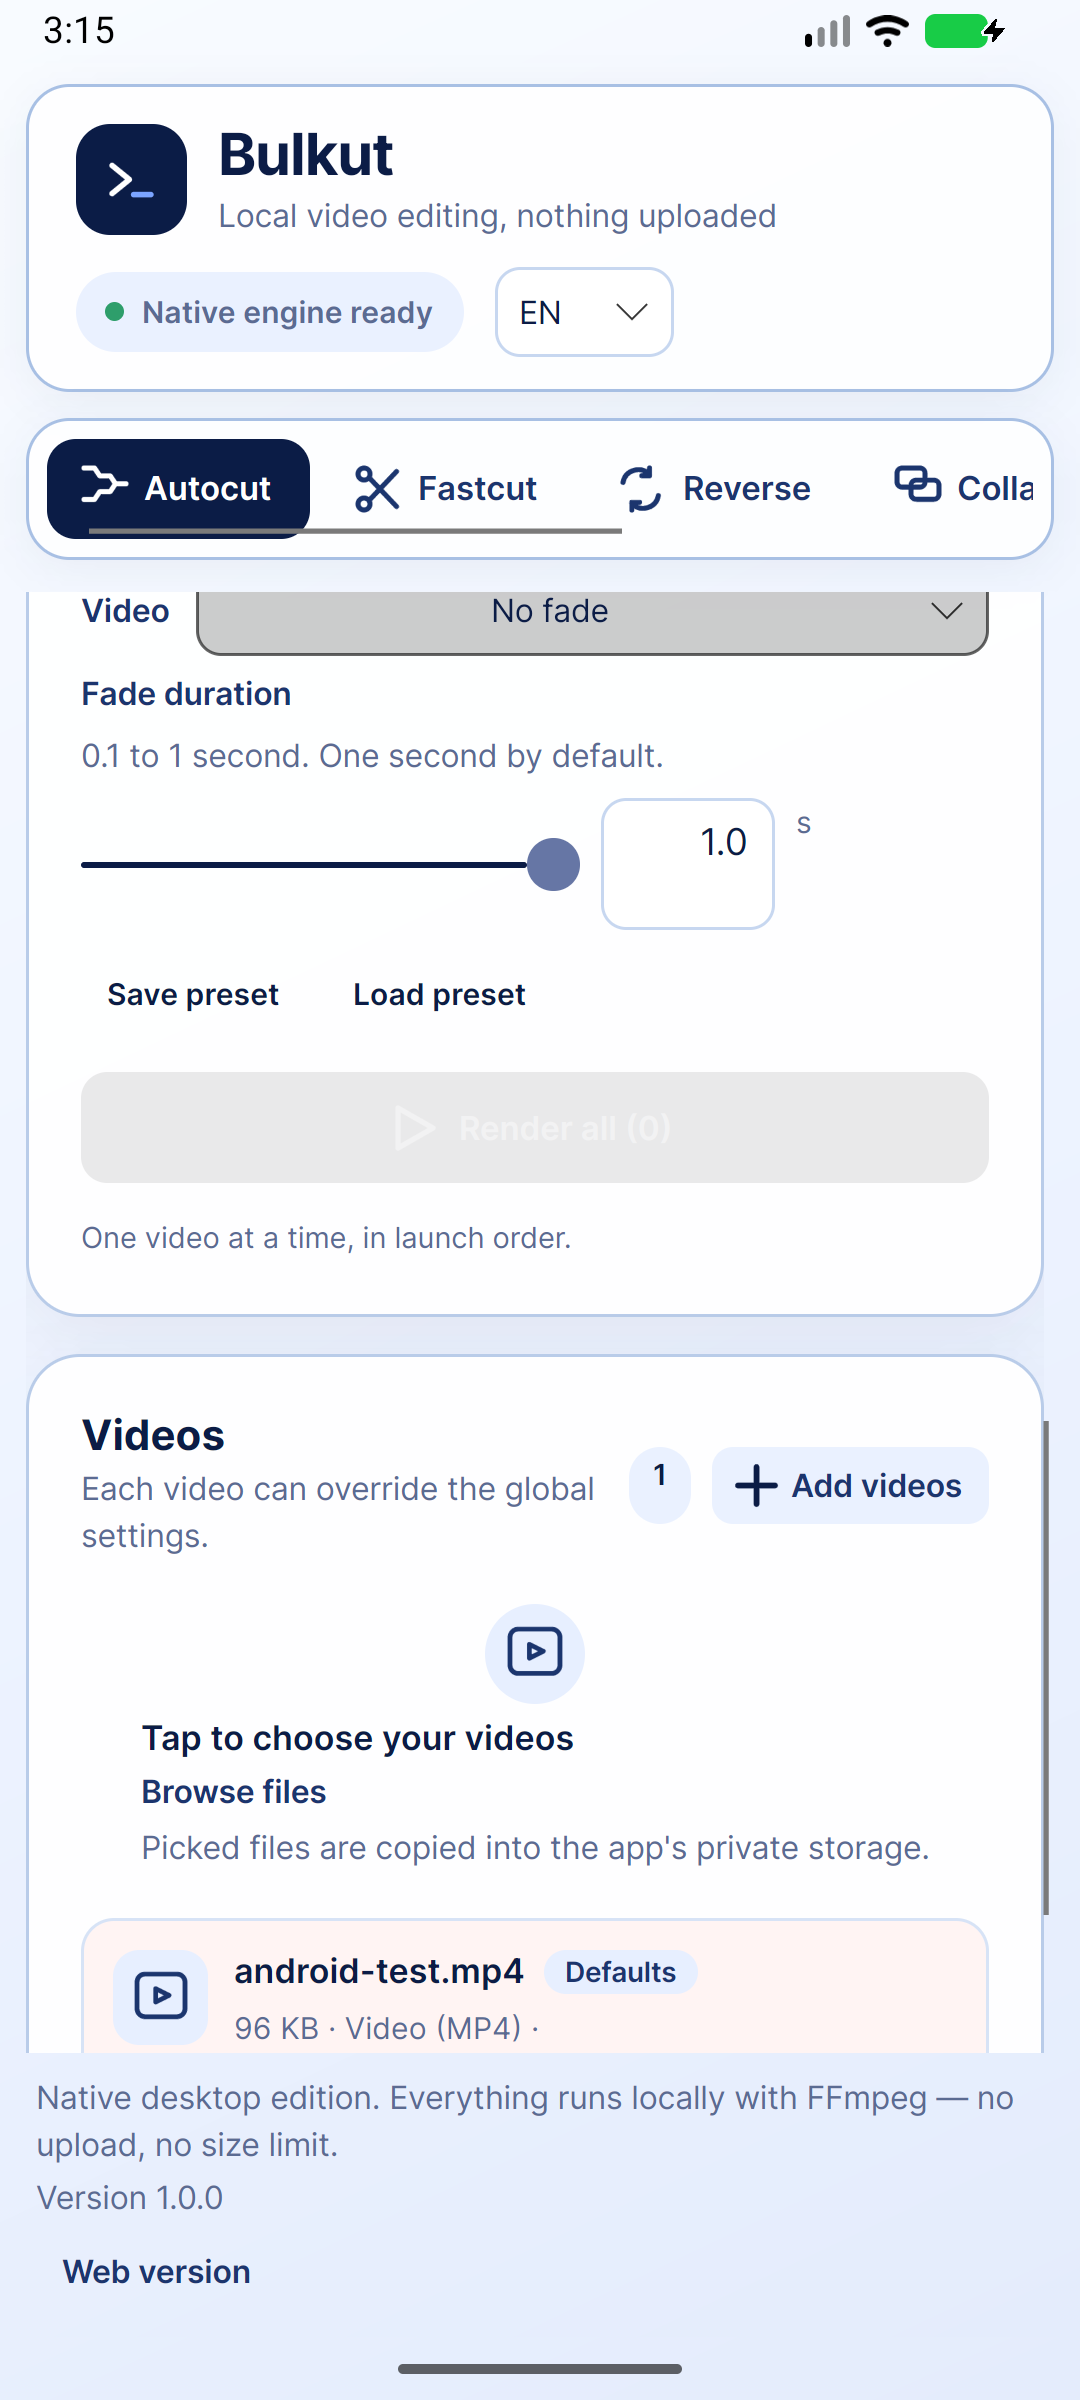 3:15
Bulkut
Local video editing, nothing uploaded
Native engine ready
EN
Autocut
Fastcut
Reverse
Colla
Video
No fade
Fade duration
0.1 to 1 second. One second by default.
1.0
s
Save preset
Load preset
Render all (0)
One video at a time, in launch order.
Videos
Each video can override the global
settings.
1
Add videos
Tap to choose your videos
Browse files
Picked files are copied into the app's private storage.
android-test.mp4
Defaults
96 KB · Video (MP4) ·
Native desktop edition. Everything runs locally with FFmpeg — no
upload, no size limit.
Version 1.0.0
Web version